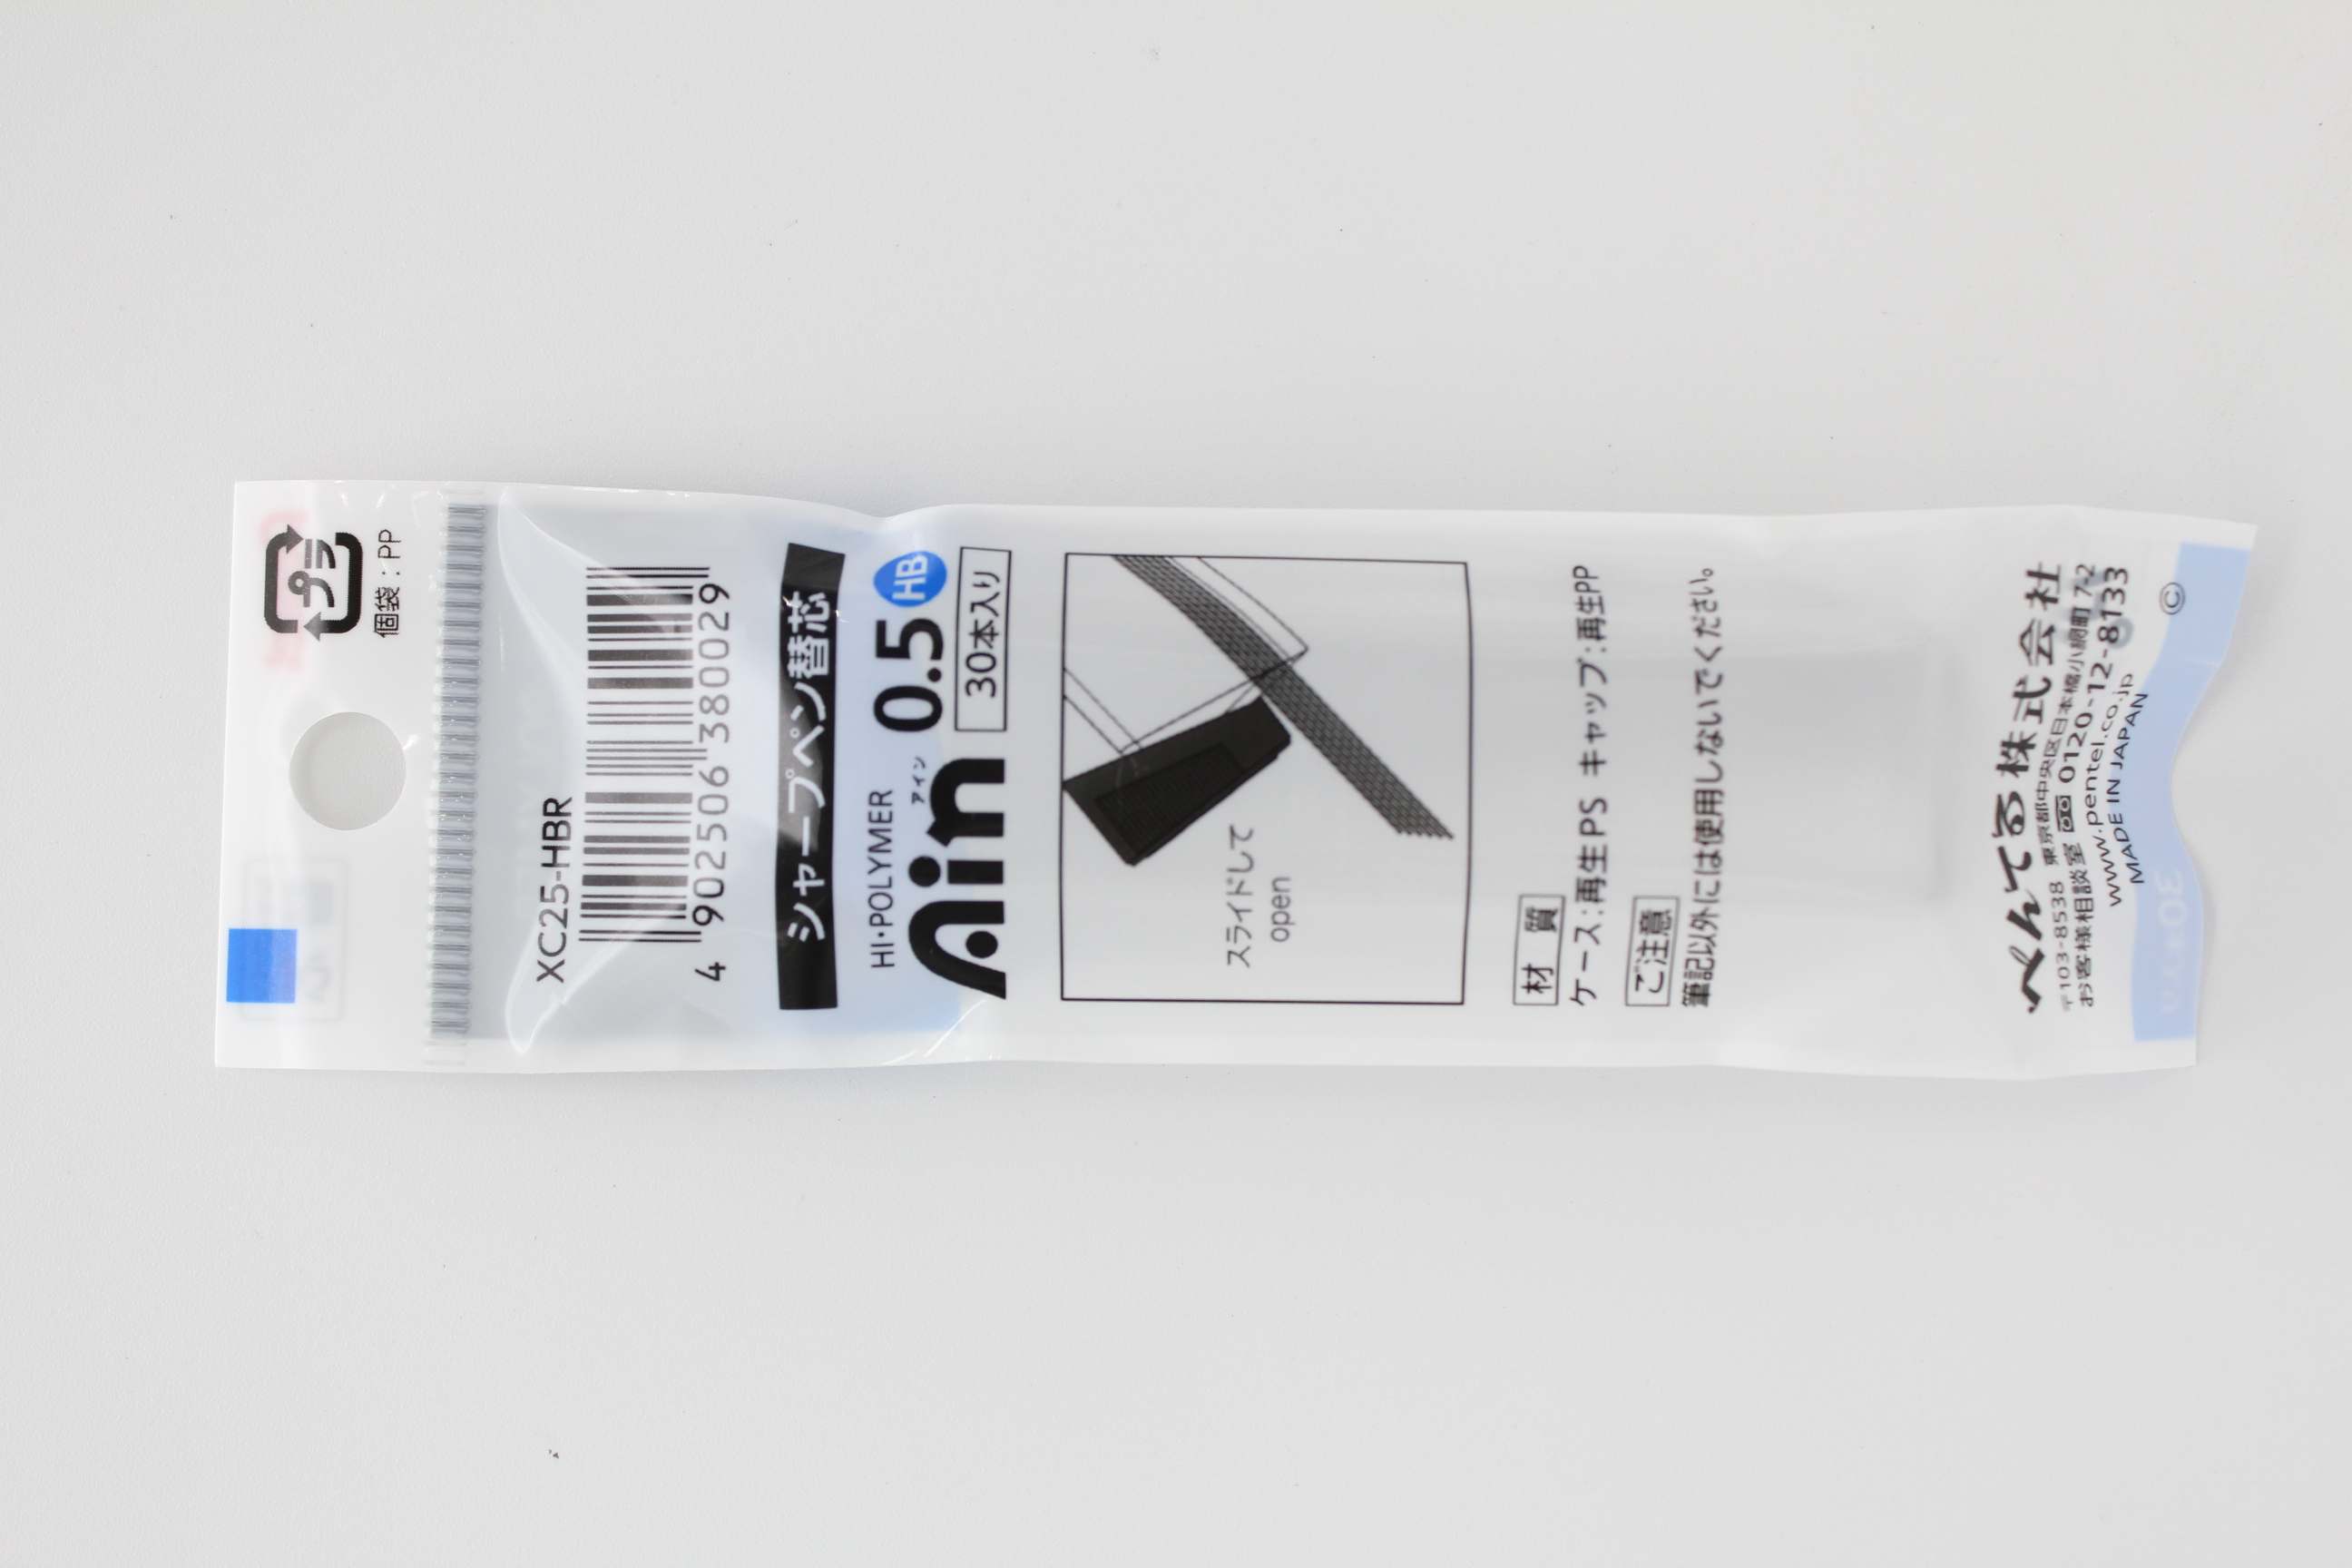 プラ
個袋：PP
XC25-HBR
4 902506 380029
シャープペン替芯
HI・POLYMER
アイン
Ain 0.5 HB
30本入り
スライドして
open
材 質
ケース：再生PS キャップ：再生PP
ご注意
筆記以外には使用しないでください。
ぺんてる株式会社
〒103-8538 東京都中央区日本橋小網町7-2
お客様相談室 0120-12-8133
www.pentel.co.jp
MADE IN JAPAN
©